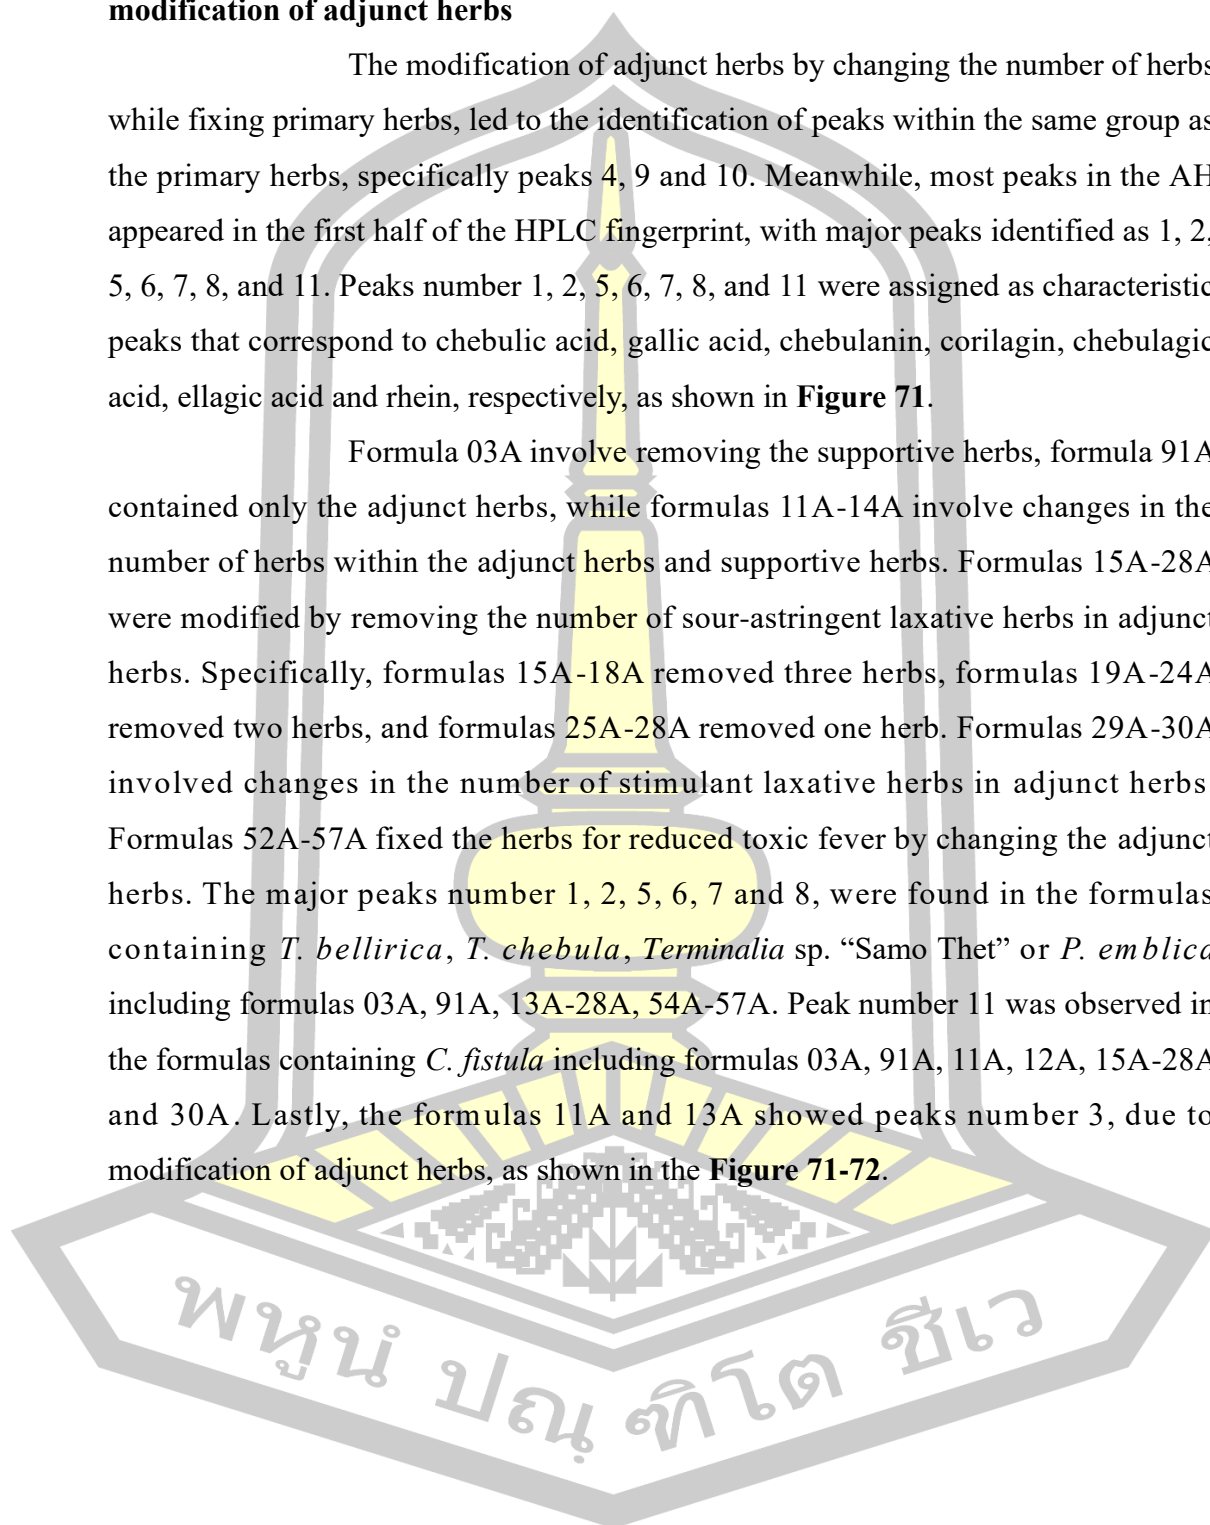 modification of adjunct herbs
The modification of adjunct herbs by changing the number of herbs
while fixing primary herbs, led to the identification of peaks within the same group as
the primary herbs, specifically peaks 4, 9 and 10. Meanwhile, most peaks in the AH
appeared in the first half of the HPLC fingerprint, with major peaks identified as 1, 2,
5, 6, 7, 8, and 11. Peaks number 1, 2, 5, 6, 7, 8, and 11 were assigned as characteristic
peaks that correspond to chebulic acid, gallic acid, chebulanin, corilagin, chebulagic
acid, ellagic acid and rhein, respectively, as shown in Figure 71.
Formula 03A involve removing the supportive herbs, formula 91A
contained only the adjunct herbs, while formulas 11A-14A involve changes in the
number of herbs within the adjunct herbs and supportive herbs. Formulas 15A-28A
were modified by removing the number of sour-astringent laxative herbs in adjunct
herbs. Specifically, formulas 15A-18A removed three herbs, formulas 19A-24A
removed two herbs, and formulas 25A-28A removed one herb. Formulas 29A-30A
involved changes in the number of stimulant laxative herbs in adjunct herbs
Formulas 52A-57A fixed the herbs for reduced toxic fever by changing the adjunct
herbs. The major peaks number 1, 2, 5, 6, 7 and 8, were found in the formulas
containing T. bellirica, T. chebula, Terminalia sp. “Samo Thet” or P. emblica
including formulas 03A, 91A, 13A-28A, 54A-57A. Peak number 11 was observed in
the formulas containing C. fistula including formulas 03A, 91A, 11A, 12A, 15A-28A
and 30A. Lastly, the formulas 11A and 13A showed peaks number 3, due to
modification of adjunct herbs, as shown in the Figure 71-72.
พหูนํ ปณฺฑิโต ชีเว